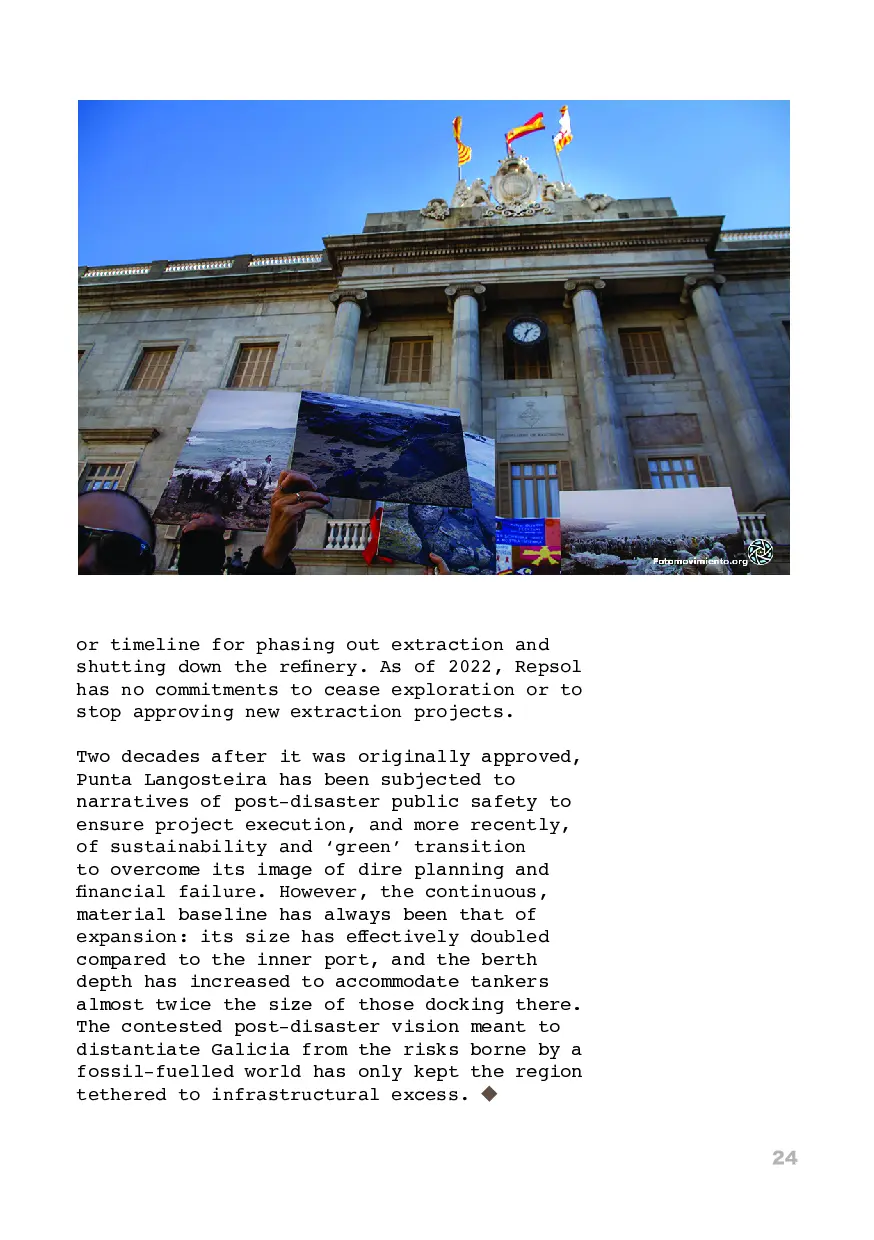 Fotomovimiento.org
or timeline for phasing out extraction and
shutting down the refinery. As of 2022, Repsol
has no commitments to cease exploration or to
stop approving new extraction projects.
Two decades after it was originally approved,
Punta Langosteira has been subjected to
narratives of post-disaster public safety to
ensure project execution, and more recently,
of sustainability and ‘green’ transition
to overcome its image of dire planning and
financial failure. However, the continuous,
material baseline has always been that of
expansion: its size has effectively doubled
compared to the inner port, and the berth
depth has increased to accommodate tankers
almost twice the size of those docking there.
The contested post-disaster vision meant to
distantiate Galicia from the risks borne by a
fossil-fuelled world has only kept the region
tethered to infrastructural excess. ◆
24